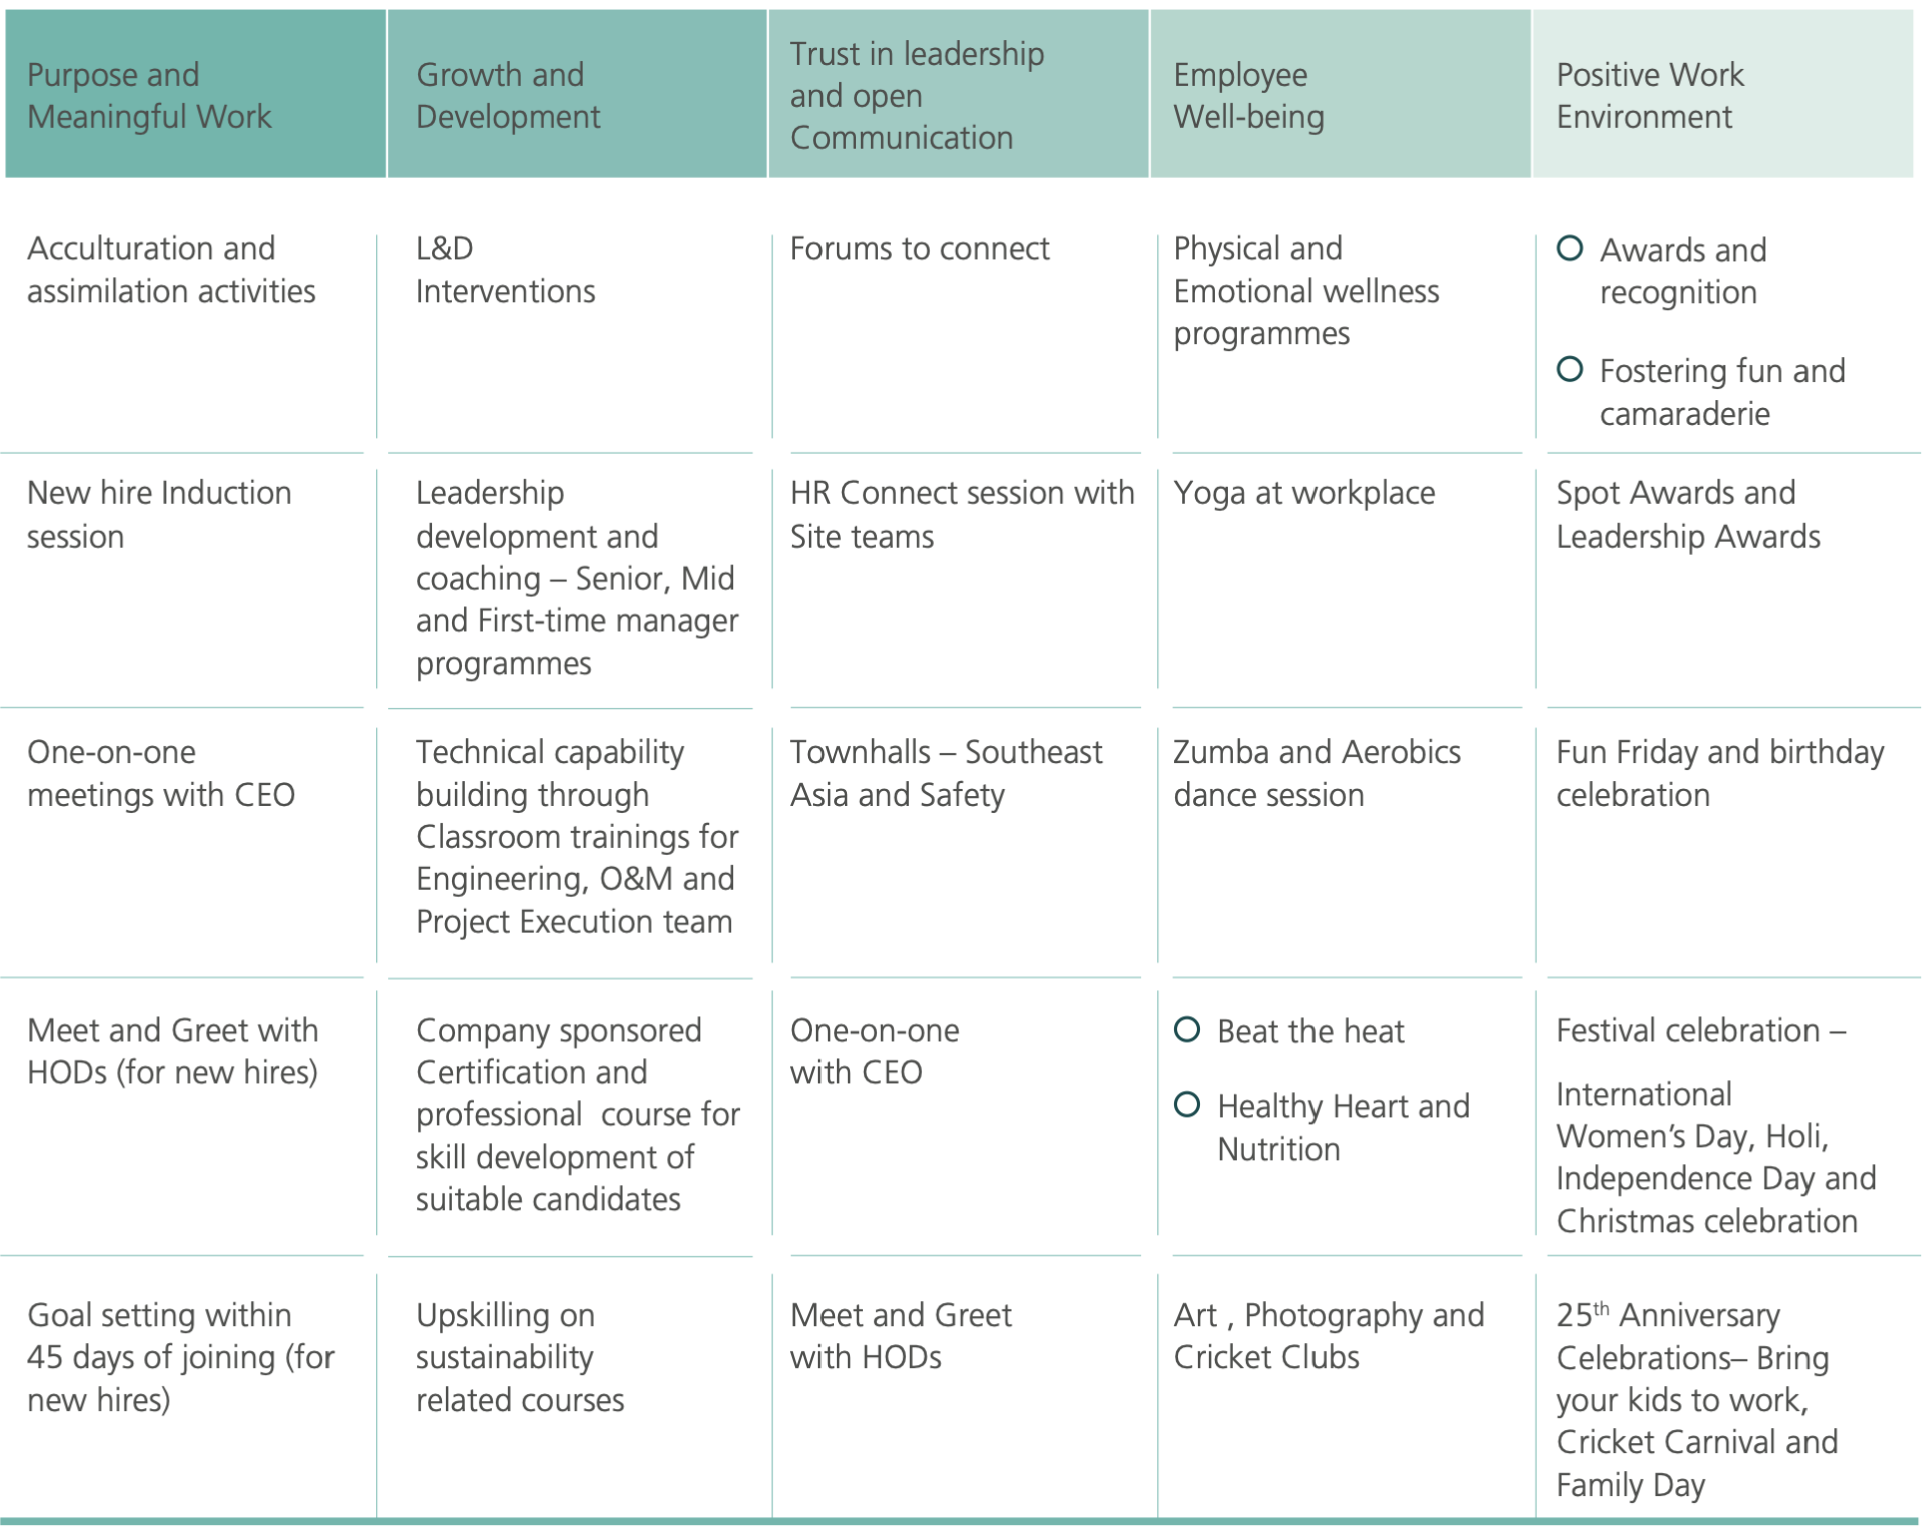 Purpose and
Meaningful Work
Growth and
Development
Trust in leadership
and open
Communication
Employee
Well-being
Positive Work
Environment
Acculturation and
assimilation activities
L&D
Interventions
Forums to connect
Physical and
Emotional wellness
programmes
Awards and
recognition
Fostering fun and
camaraderie
New hire Induction
session
Leadership
development and
coaching – Senior, Mid
and First-time manager
programmes
HR Connect session with
Site teams
Yoga at workplace
Spot Awards and
Leadership Awards
One-on-one
meetings with CEO
Technical capability
building through
Classroom trainings for
Engineering, O&M and
Project Execution team
Townhalls – Southeast
Asia and Safety
Zumba and Aerobics
dance session
Fun Friday and birthday
celebration
Meet and Greet with
HODs (for new hires)
Company sponsored
Certification and
professional  course for
skill development of
suitable candidates
One-on-one
with CEO
Beat the heat
Healthy Heart and
Nutrition
Festival celebration –
International
Women’s Day, Holi,
Independence Day and
Christmas celebration
Goal setting within
45 days of joining (for
new hires)
Upskilling on
sustainability
related courses
Meet and Greet
with HODs
Art , Photography and
Cricket Clubs
25th Anniversary
Celebrations– Bring
your kids to work,
Cricket Carnival and
Family Day